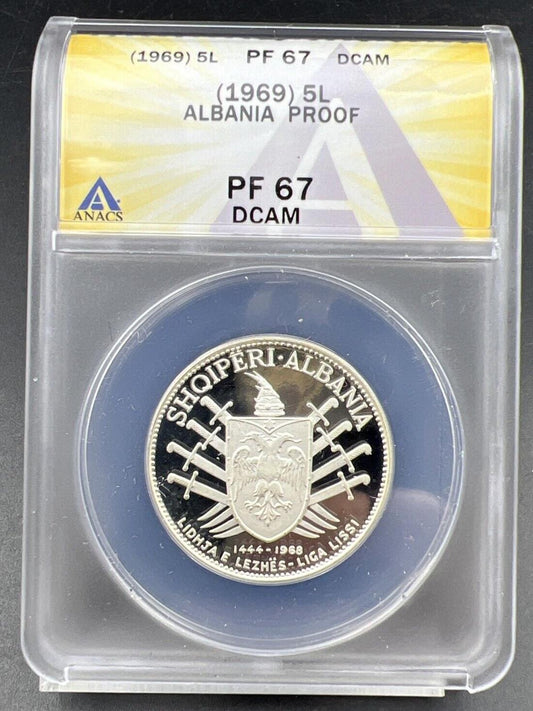 (1969) 5L PF 67 DCAM
(1969) 5L
ALBANIA PROOF
PF 67
DCAM
ANACS
SHQIPËRI·ALBANIA
1444-1968
LIDHJA E LEZHËS-LIGA LISSI